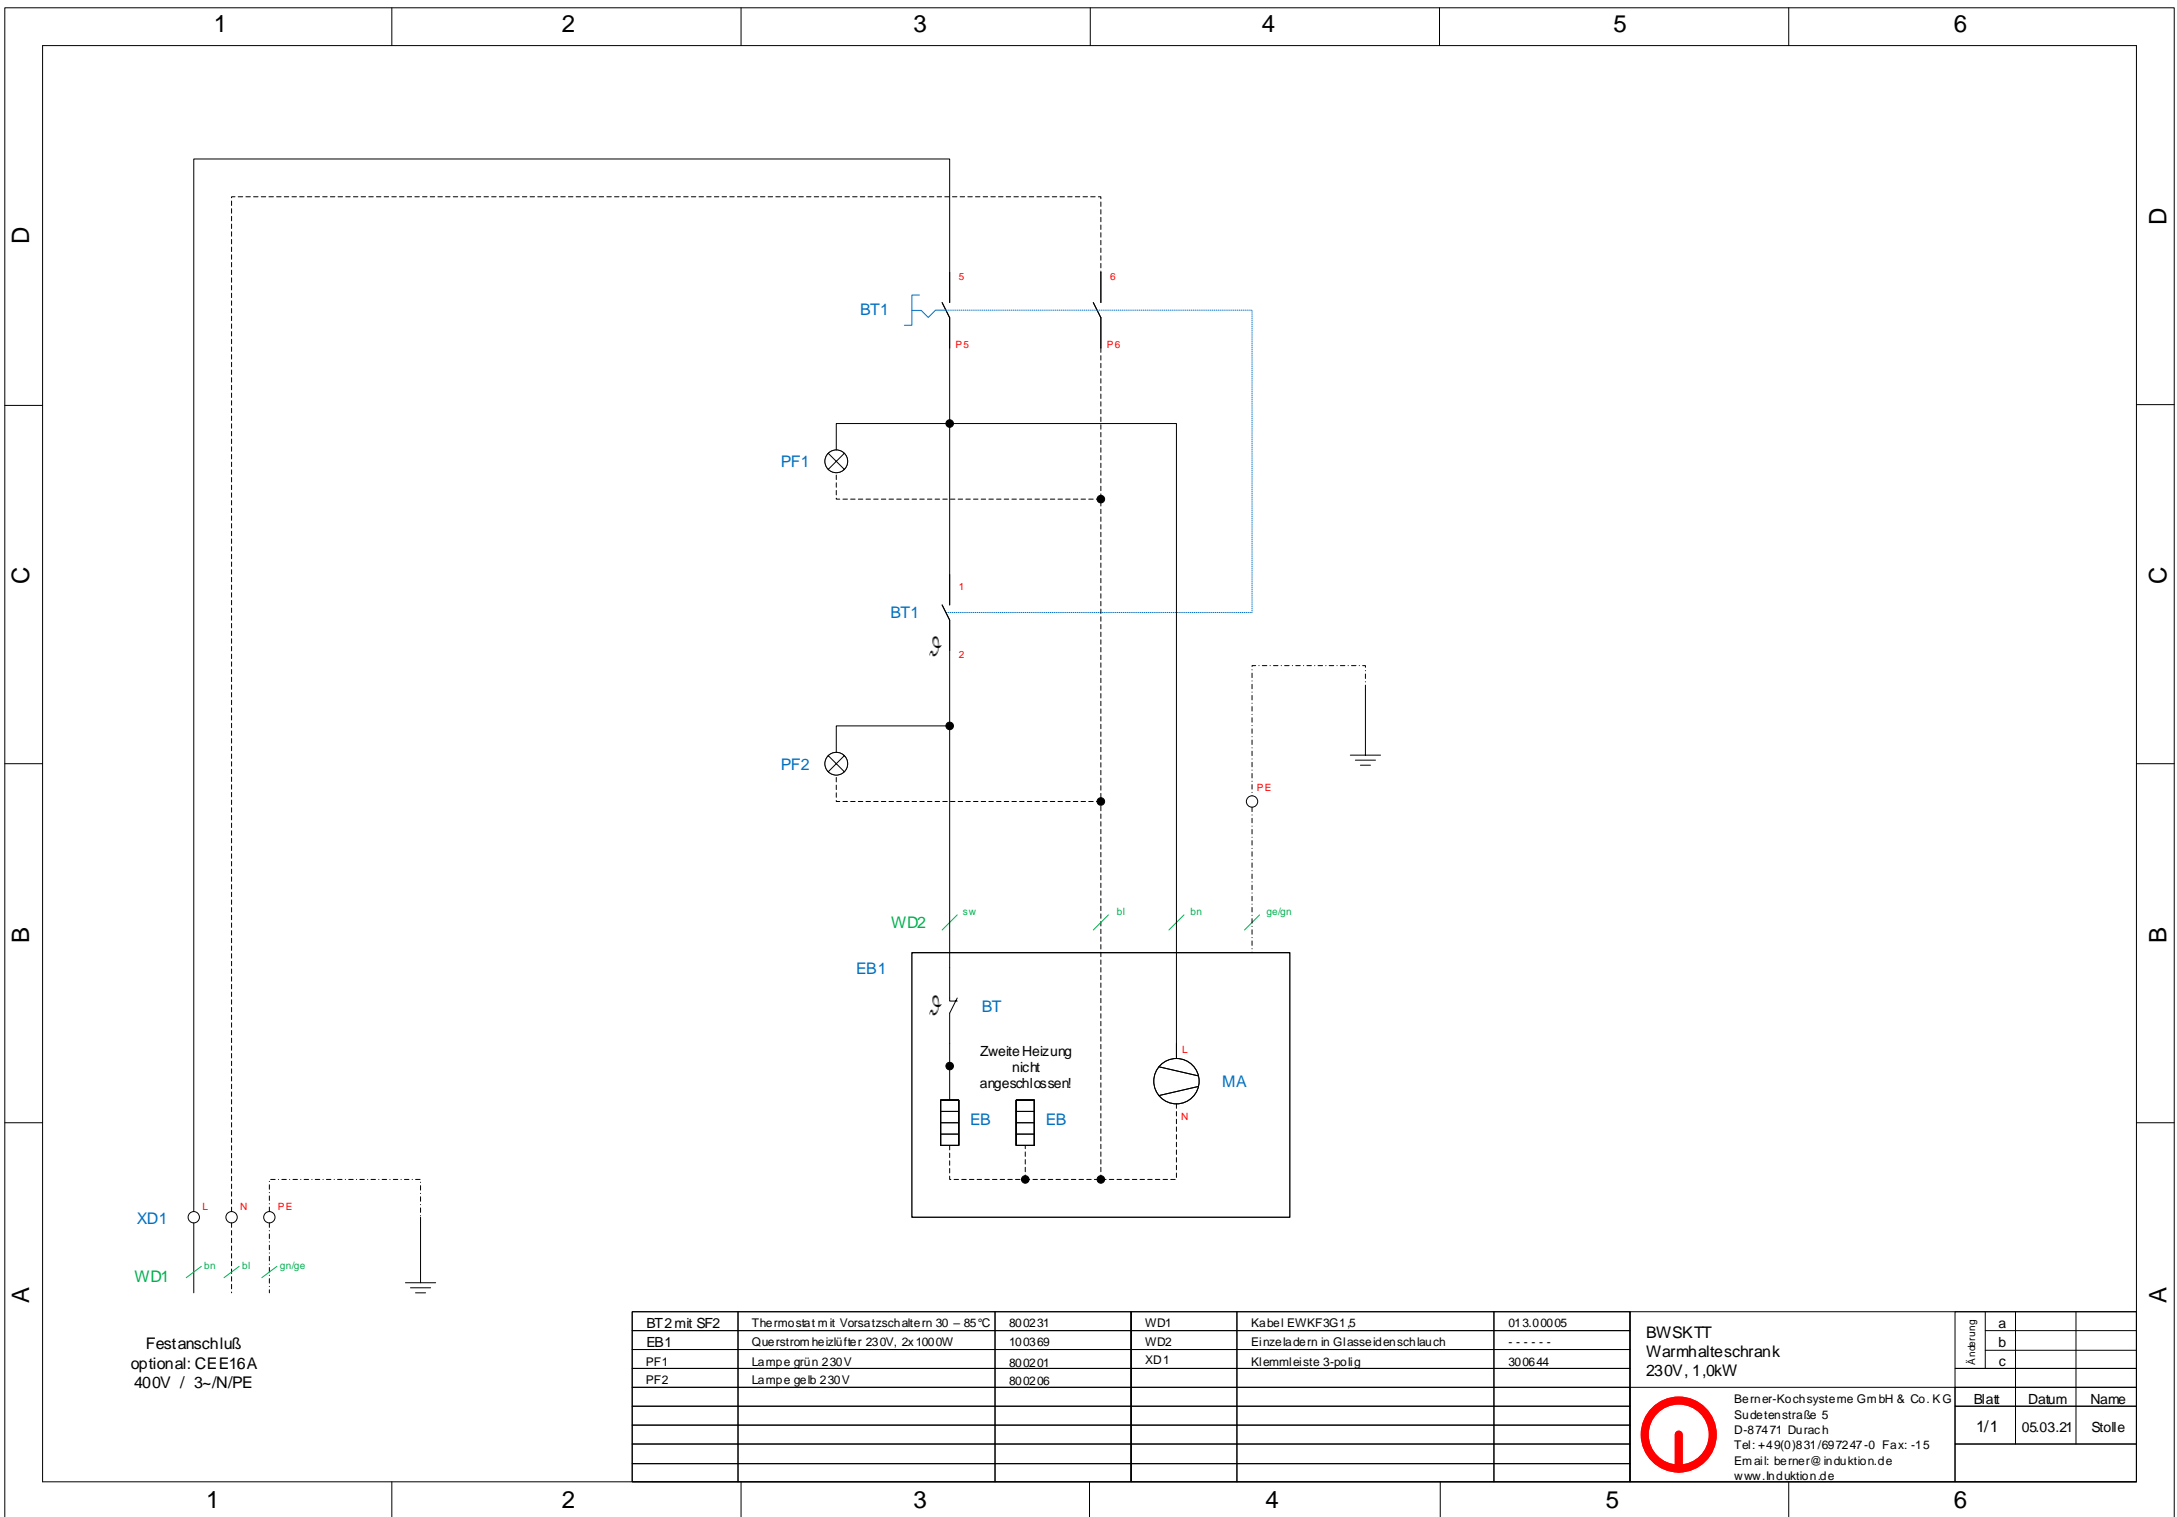 1 2 3 4 5 6
D D
5 6
BT1
P5 P6
PF1
C C
1
BT1
ϑ 2
PF2
PE
WD2 sw bl bn ge/gn
B B
EB1
ϑ BT
Zweite Heizung
nicht
angeschlossen!
L
MA
EB EB N
XD1 L N PE
WD1 bn bl gn/ge
A A
Festanschluß
optional: CEE16A
400V / 3~/N/PE
BT2 mit SF2 Thermostat mit Vorsatzschaltern 30 – 85°C 800231 WD1 Kabel EWKF3G1,5 013.00005
EB1 Querstromheizlüfter 230V, 2x1000W 100369 WD2 Einzeladern in Glasseidenschlauch ------
PF1 Lampe grün 230V 800201 XD1 Klemmleiste 3-polig 300644
PF2 Lampe gelb 230V 800206
BWSKTT
Warmhalteschrank
230V, 1,0kW
Änderung
a
b
c
Berner-Kochsysteme GmbH & Co. KG
Sudetenstraße 5
D-87471 Durach
Tel: +49(0)831/697247-0 Fax: -15
Email: berner@induktion.de
www.Induktion.de
Blatt Datum Name
1/1 05.03.21 Stolle
1 2 3 4 5 6